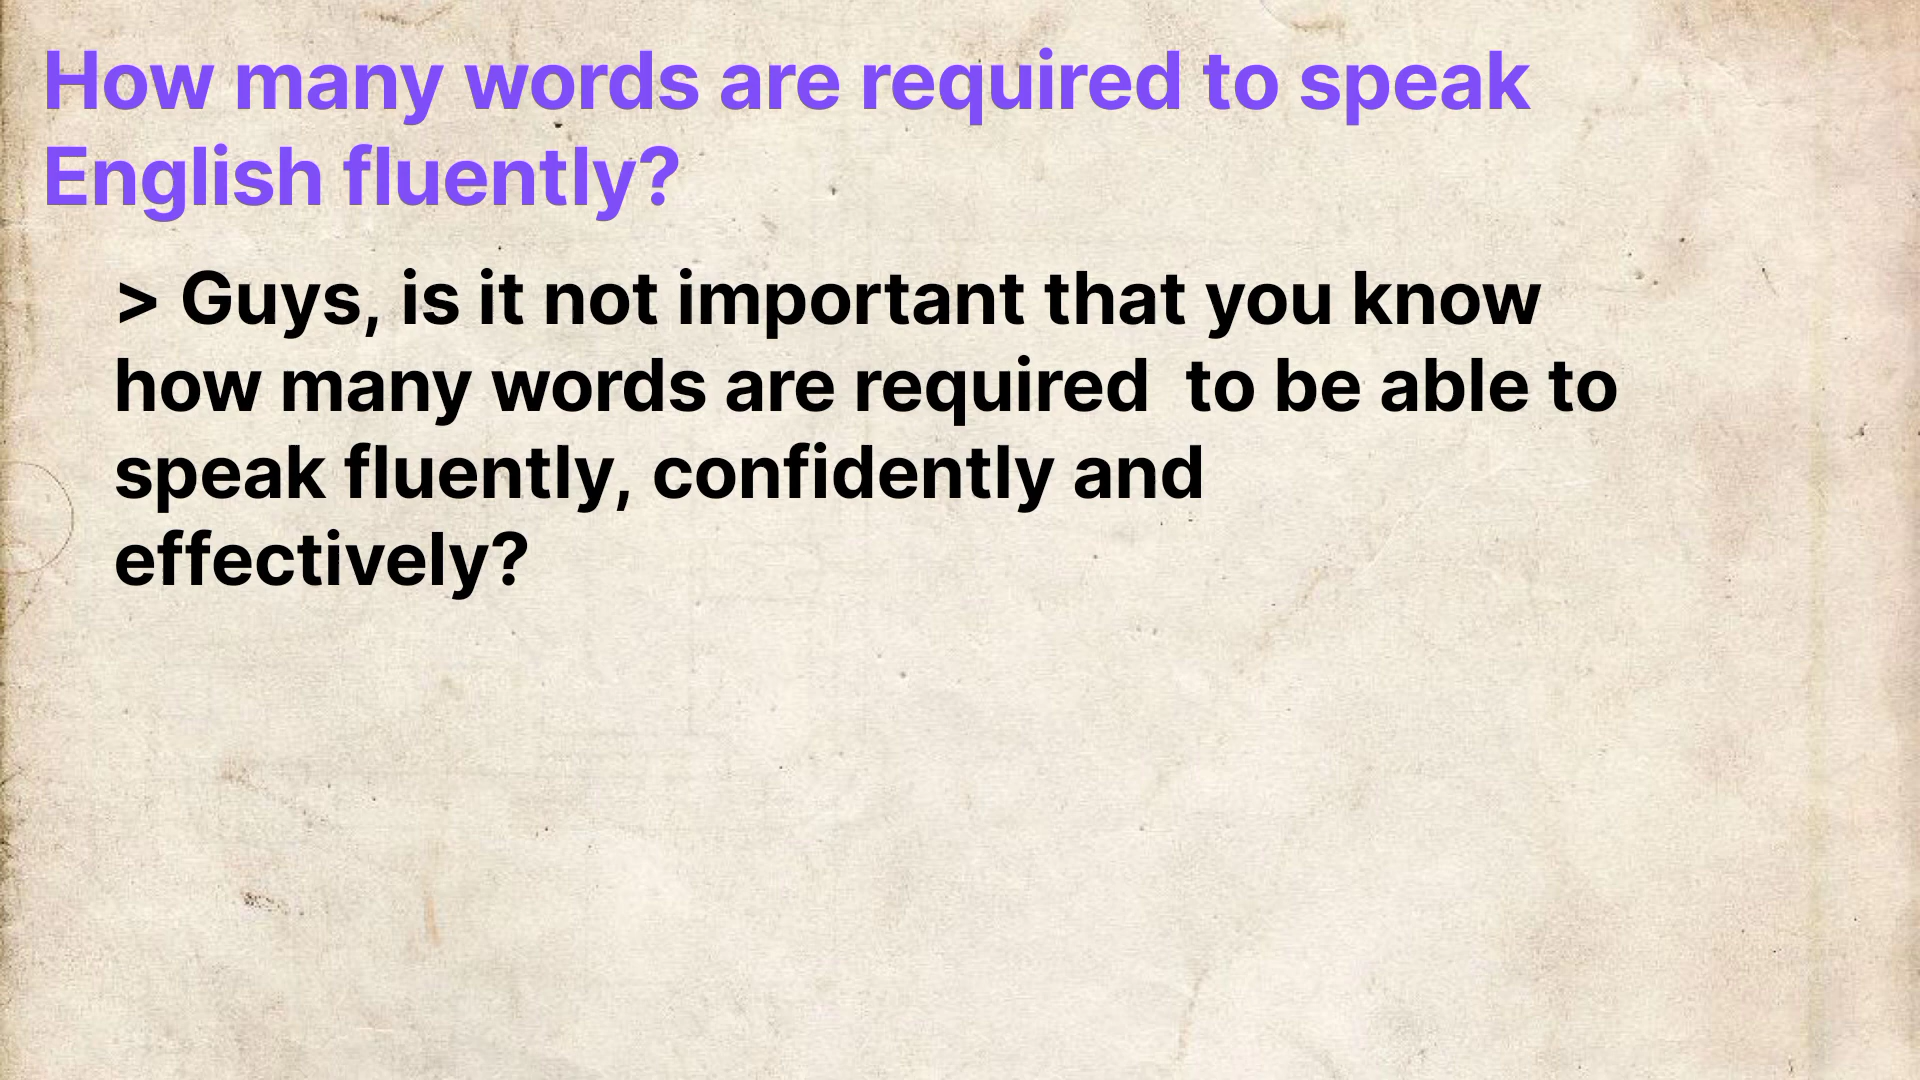 How many words are required to speak
English fluently?
> Guys, is it not important that you know
how many words are required  to be able to
speak fluently, confidently and
effectively?